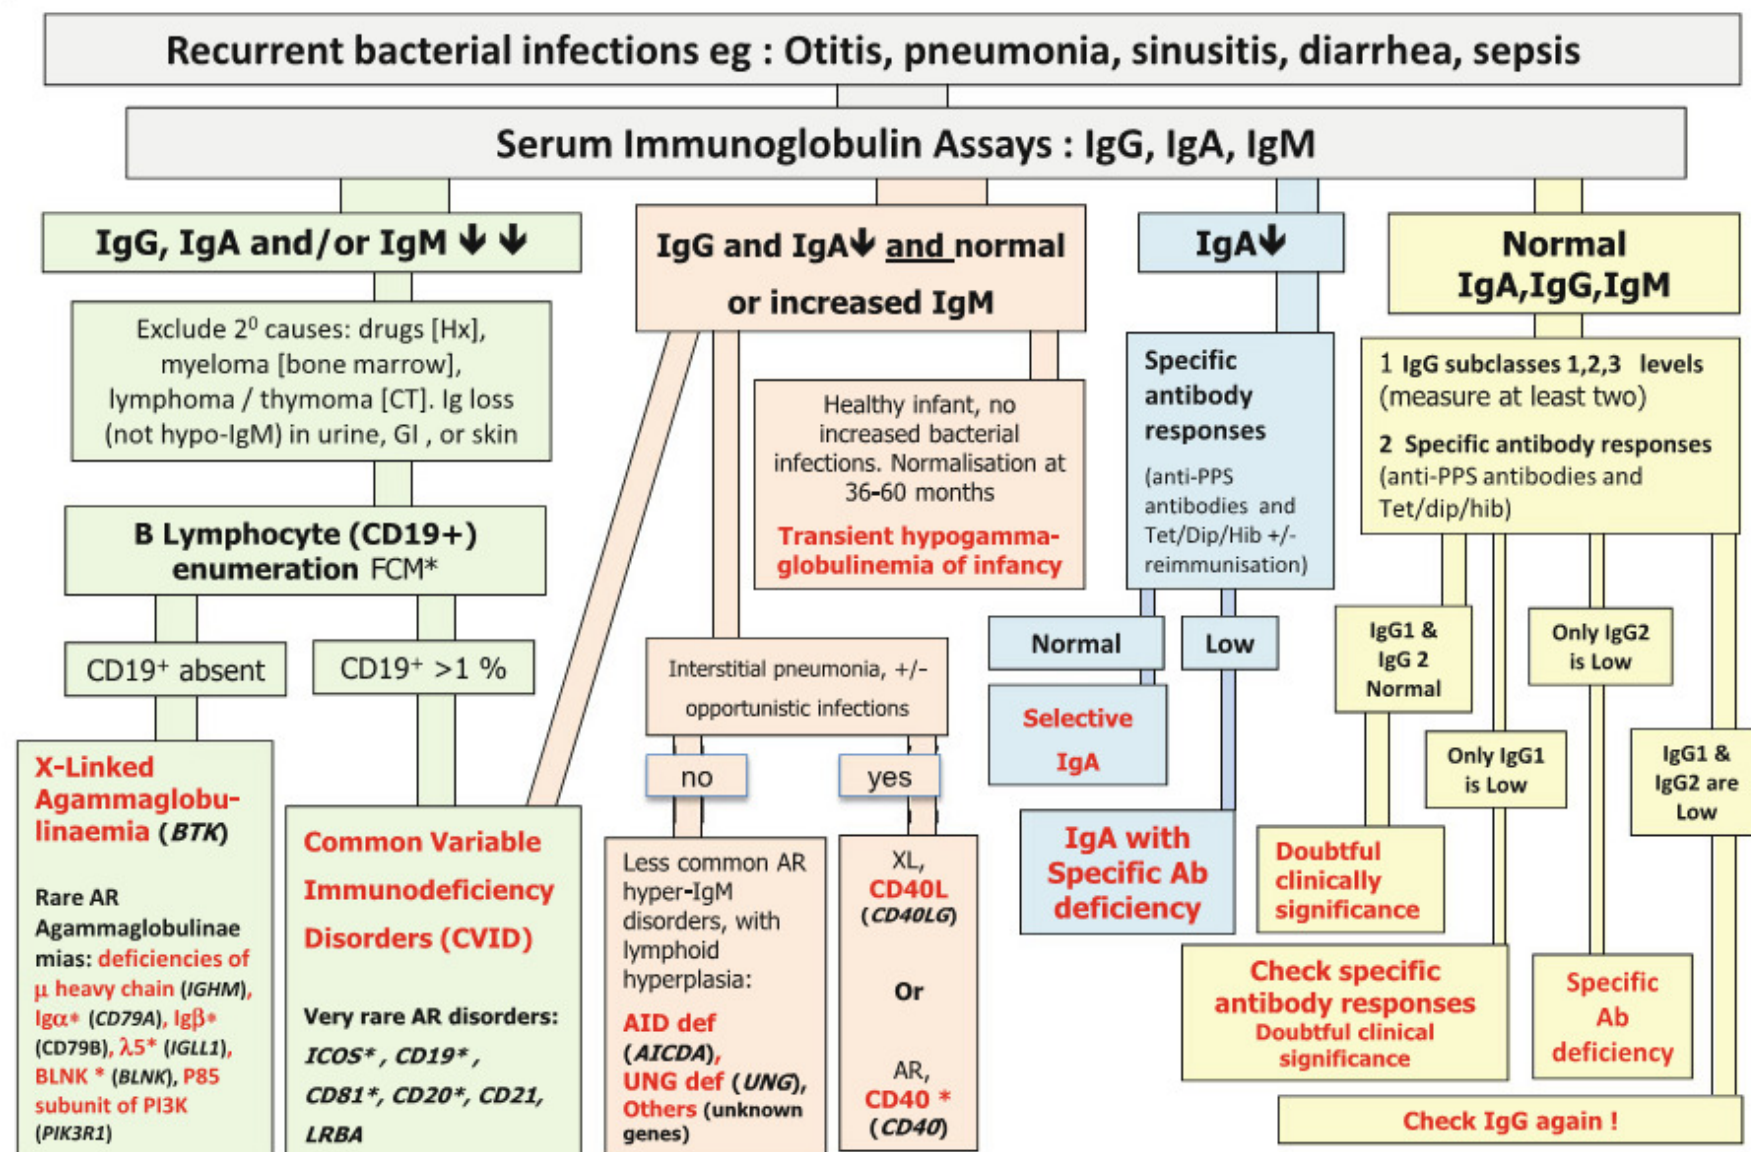 Recurrent bacterial infections eg : Otitis, pneumonia, sinusitis, diarrhea, sepsis
Serum Immunoglobulin Assays : IgG, IgA, IgM
IgG, IgA and/or IgM 🡻 🡻
Exclude 2⁰ causes: drugs [Hx],
myeloma [bone marrow],
lymphoma / thymoma [CT]. Ig loss
(not hypo-IgM) in urine, GI , or skin
B Lymphocyte (CD19+)
enumeration FCM*
CD19⁺ absent
CD19⁺ >1 %
X-Linked
Agammaglobu-
linaemia (BTK)
Rare AR
Agammaglobulinae
mias: deficiencies of
μ heavy chain (IGHM),
Igα* (CD79A), Igβ*
(CD79B), λ5* (IGLL1),
BLNK * (BLNK), P85
subunit of PI3K
(PIK3R1)
Common Variable
Immunodeficiency
Disorders (CVID)
Very rare AR disorders:
ICOS*, CD19*,
CD81*, CD20*, CD21,
LRBA
IgG and IgA🡻 and normal
or increased IgM
Healthy infant, no
increased bacterial
infections. Normalisation at
36-60 months
Transient hypogamma-
globulinemia of infancy
Interstitial pneumonia, +/-
opportunistic infections
no
yes
Less common AR
hyper-IgM
disorders, with
lymphoid
hyperplasia:
AID def
(AICDA),
UNG def (UNG),
Others (unknown
genes)
XL,
CD40L
(CD40LG)
Or
AR,
CD40 *
(CD40)
IgA🡻
Specific
antibody
responses
(anti-PPS
antibodies and
Tet/Dip/Hib +/-
reimmunisation)
Normal
Low
Selective
IgA
IgA with
Specific Ab
deficiency
Normal
IgA,IgG,IgM
1 IgG subclasses 1,2,3 levels
(measure at least two)
2 Specific antibody responses
(anti-PPS antibodies and
Tet/dip/hib)
IgG1 &
IgG 2
Normal
Only IgG1
is Low
Only IgG2
is Low
IgG1 &
IgG2 are
Low
Doubtful
clinically
significance
Check specific
antibody responses
Doubtful clinical
significance
Specific
Ab
deficiency
Check IgG again !